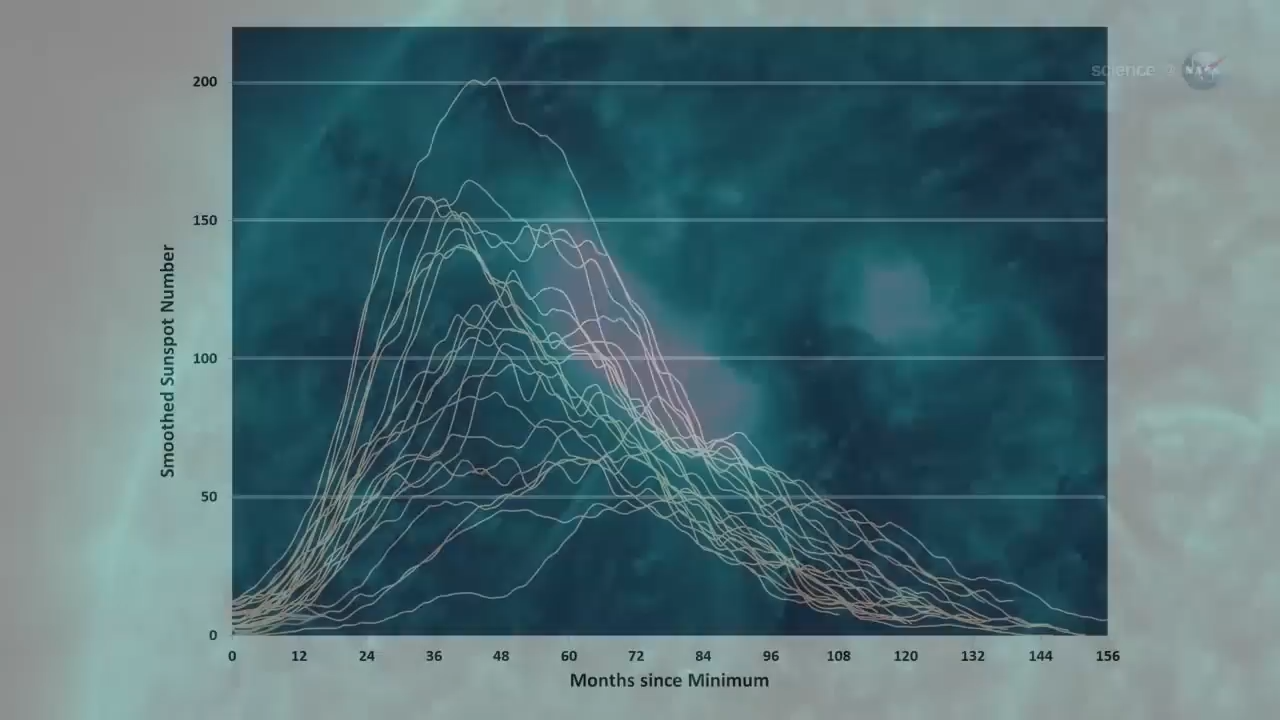 science @ NASA
200
150
100
50
0
Smoothed Sunspot Number
0 12 24 36 48 60 72 84 96 108 120 132 144 156
Months since Minimum